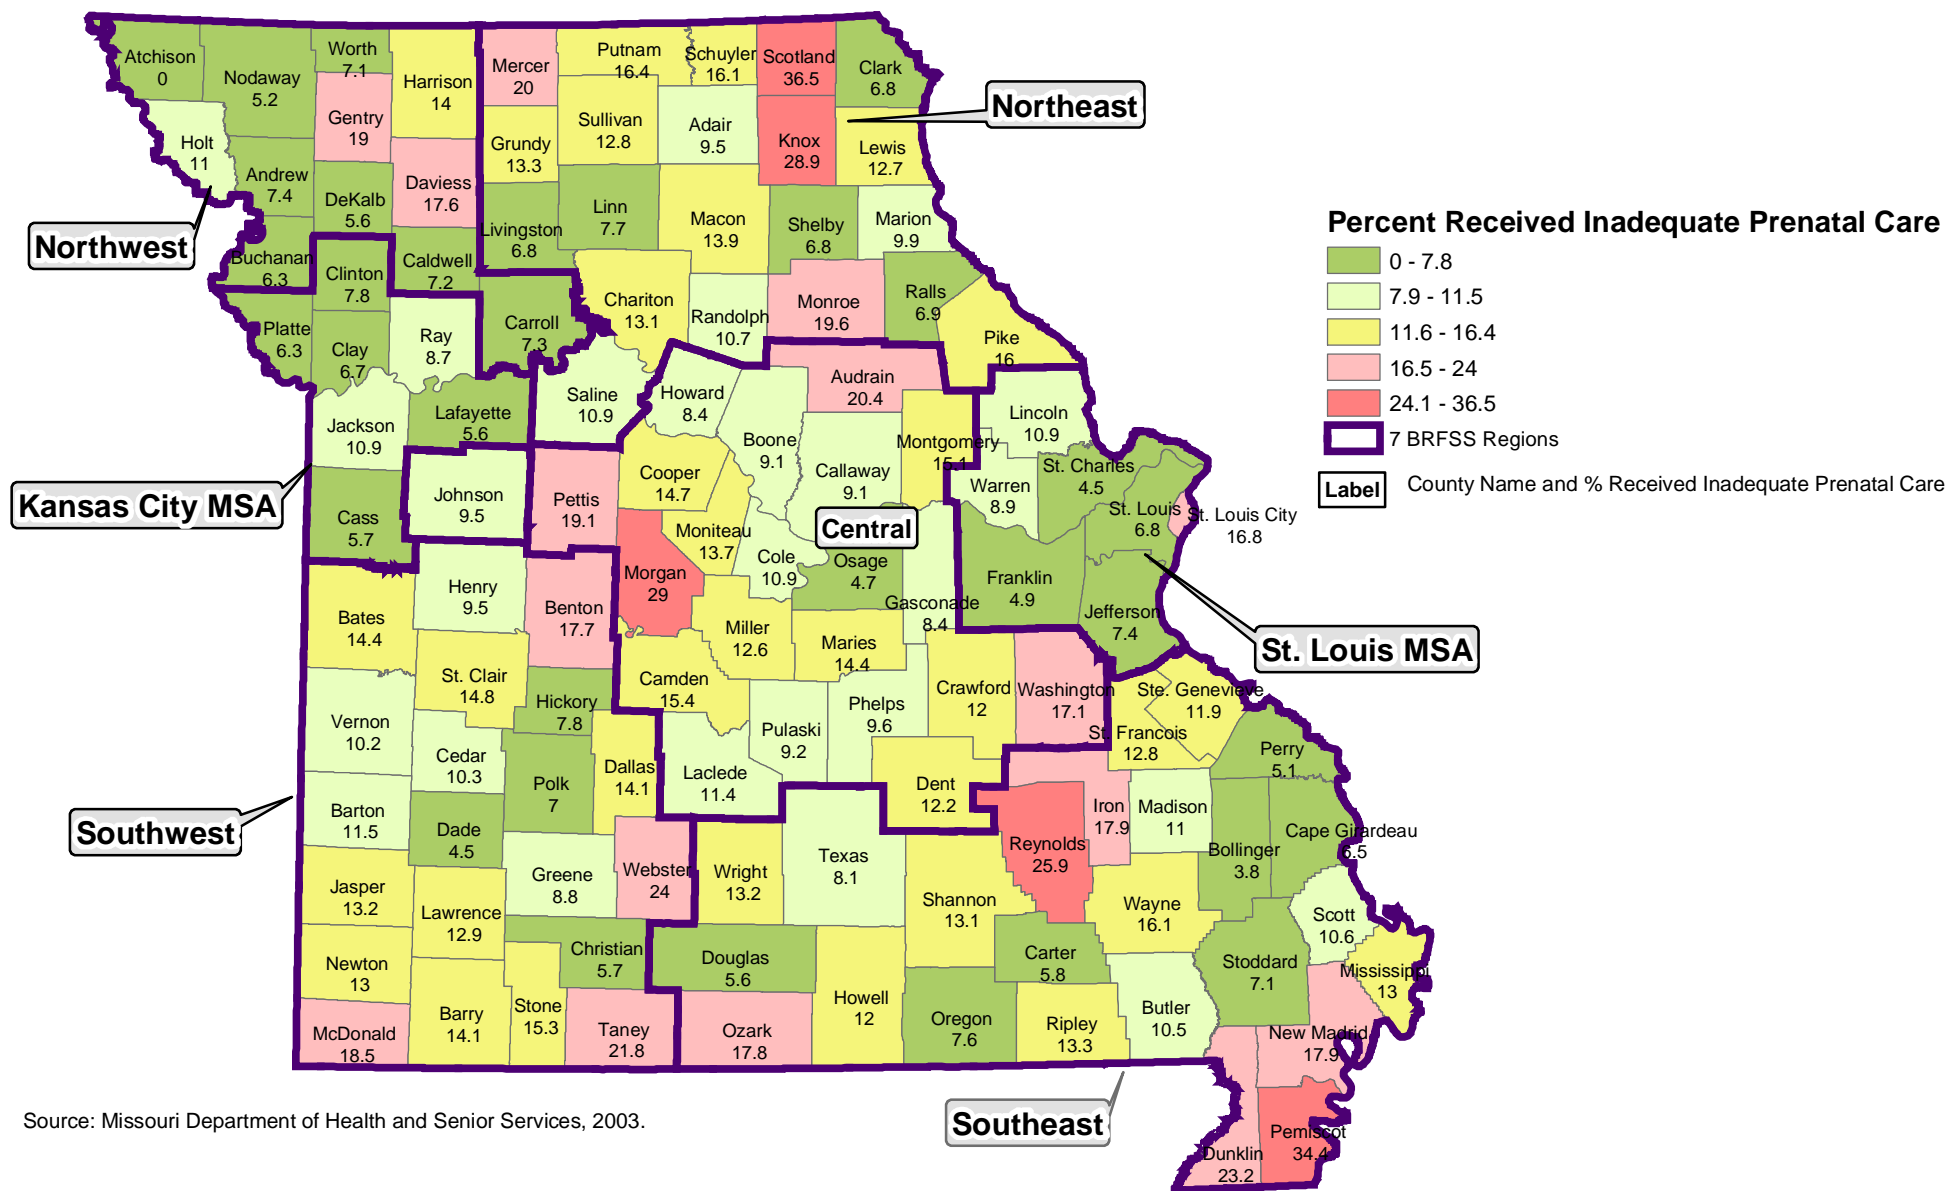 Atchison
0
Nodaway
5.2
Worth
7.1
Harrison
14
Mercer
20
Putnam
16.4
Schuyler
16.1
Scotland
36.5
Clark
6.8
Northeast
Gentry
19
Holt
11
Andrew
7.4
DeKalb
5.6
Daviess
17.6
Grundy
13.3
Sullivan
12.8
Adair
9.5
Knox
28.9
Lewis
12.7
Northwest
Buchanan
6.3
Clinton
7.8
Caldwell
7.2
Livingston
6.8
Linn
7.7
Macon
13.9
Shelby
6.8
Marion
9.9
Percent Received Inadequate Prenatal Care
0 - 7.8
7.9 - 11.5
11.6 - 16.4
16.5 - 24
24.1 - 36.5
7 BRFSS Regions
Label
County Name and % Received Inadequate Prenatal Care
Platte
6.3
Clay
6.7
Ray
8.7
Carroll
7.3
Chariton
13.1
Randolph
10.7
Monroe
19.6
Ralls
6.9
Pike
16
Jackson
10.9
Lafayette
5.6
Saline
10.9
Howard
8.4
Boone
9.1
Audrain
20.4
Callaway
9.1
Montgomery
15.1
Lincoln
10.9
St. Charles
4.5
Warren
8.9
St. Louis
6.8
St. Louis City
16.8
Kansas City MSA
Cass
5.7
Johnson
9.5
Pettis
19.1
Cooper
14.7
Moniteau
13.7
Central
Cole
10.9
Osage
4.7
Gasconade
8.4
Franklin
4.9
Jefferson
7.4
St. Louis MSA
Bates
14.4
Henry
9.5
Benton
17.7
Morgan
29
Miller
12.6
Maries
14.4
Vernon
10.2
St. Clair
14.8
Hickory
7.8
Camden
15.4
Pulaski
9.2
Phelps
9.6
Crawford
12
Washington
17.1
Ste. Genevieve
11.9
St. Francois
12.8
Perry
5.1
Cedar
10.3
Polk
7
Dallas
14.1
Laclede
11.4
Dent
12.2
Southwest
Barton
11.5
Dade
4.5
Greene
8.8
Webster
24
Wright
13.2
Texas
8.1
Shannon
13.1
Reynolds
25.9
Iron
17.9
Madison
11
Bollinger
3.8
Cape Girardeau
6.5
Jasper
13.2
Lawrence
12.9
Christian
5.7
Douglas
5.6
Howell
12
Carter
5.8
Wayne
16.1
Stoddard
7.1
Scott
10.6
Mississippi
13
Newton
13
McDonald
18.5
Barry
14.1
Stone
15.3
Taney
21.8
Ozark
17.8
Oregon
7.6
Ripley
13.3
Butler
10.5
New Madrid
17.9
Source: Missouri Department of Health and Senior Services, 2003.
Southeast
Dunklin
23.2
Pemiscot
34.4